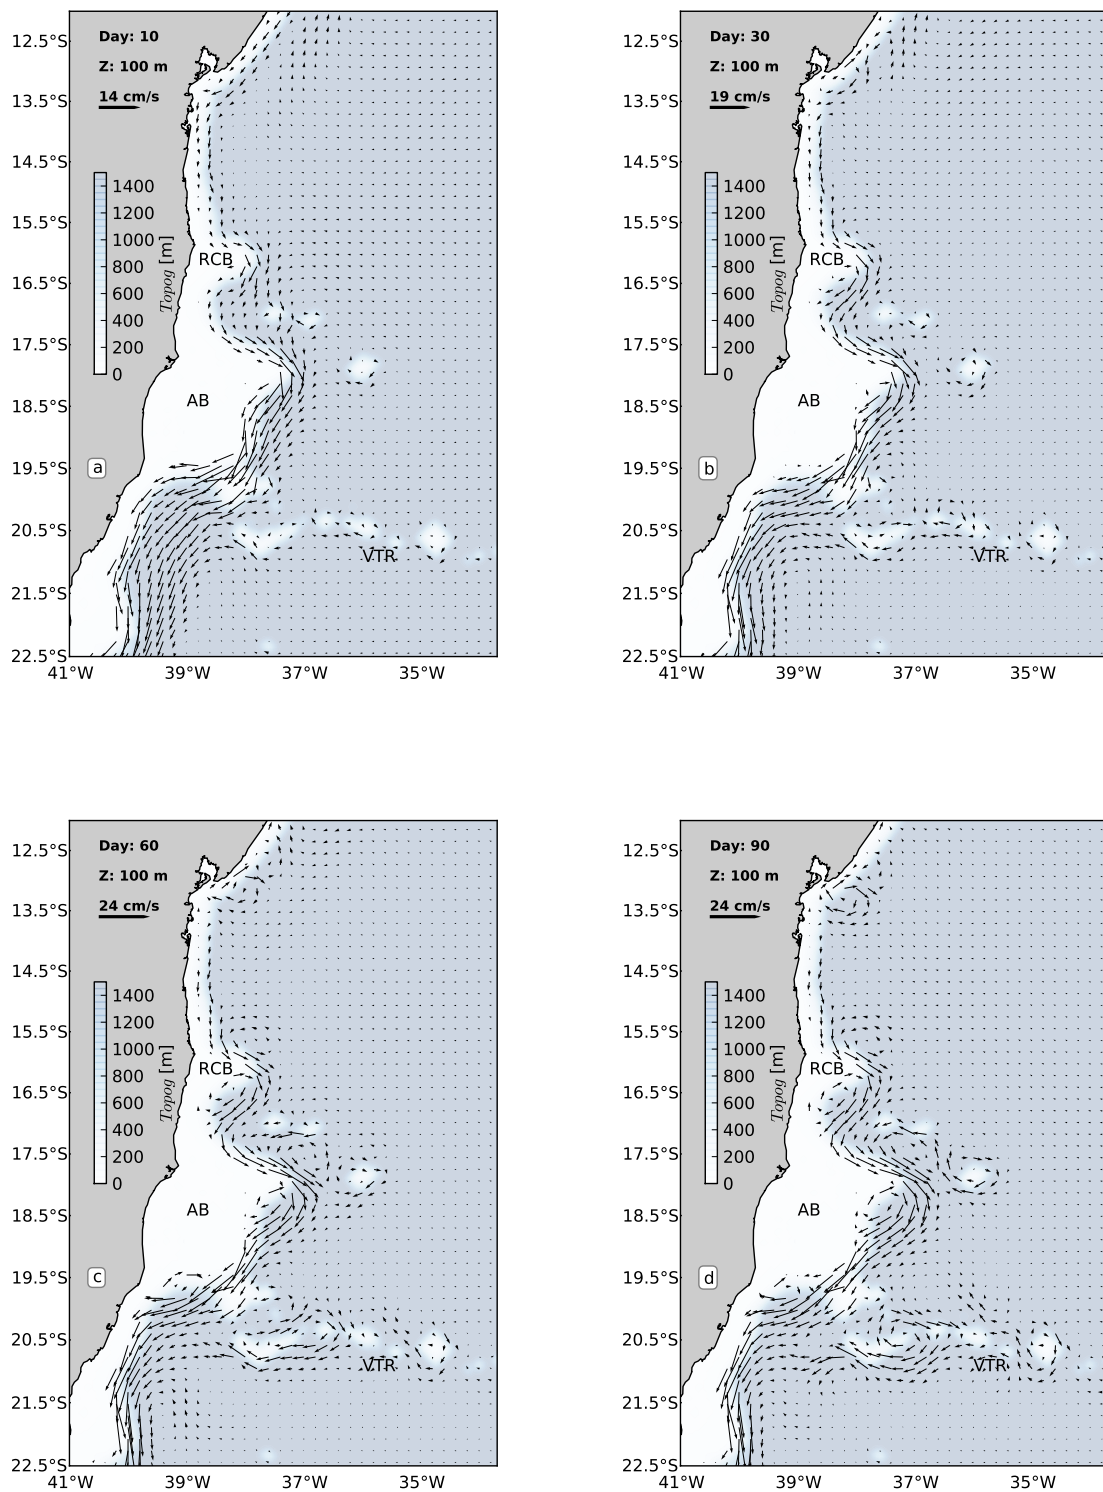 Day: 10
Z: 100 m
14 cm/s
12.5°S
13.5°S
14.5°S
15.5°S
16.5°S
17.5°S
18.5°S
19.5°S
20.5°S
21.5°S
22.5°S
1400
1200
1000
800
600
400
200
0
Topog [m]
RCB
AB
a
VTR
41°W
39°W
37°W
35°W
Day: 30
Z: 100 m
19 cm/s
12.5°S
13.5°S
14.5°S
15.5°S
16.5°S
17.5°S
18.5°S
19.5°S
20.5°S
21.5°S
22.5°S
1400
1200
1000
800
600
400
200
0
Topog [m]
RCB
AB
b
VTR
41°W
39°W
37°W
35°W
Day: 60
Z: 100 m
24 cm/s
12.5°S
13.5°S
14.5°S
15.5°S
16.5°S
17.5°S
18.5°S
19.5°S
20.5°S
21.5°S
22.5°S
1400
1200
1000
800
600
400
200
0
Topog [m]
RCB
AB
c
VTR
41°W
39°W
37°W
35°W
Day: 90
Z: 100 m
24 cm/s
12.5°S
13.5°S
14.5°S
15.5°S
16.5°S
17.5°S
18.5°S
19.5°S
20.5°S
21.5°S
22.5°S
1400
1200
1000
800
600
400
200
0
Topog [m]
RCB
AB
d
VTR
41°W
39°W
37°W
35°W